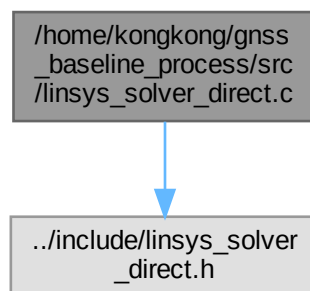 /home/kongkong/gnss
_baseline_process/src
/linsys_solver_direct.c
../include/linsys_solver
_direct.h